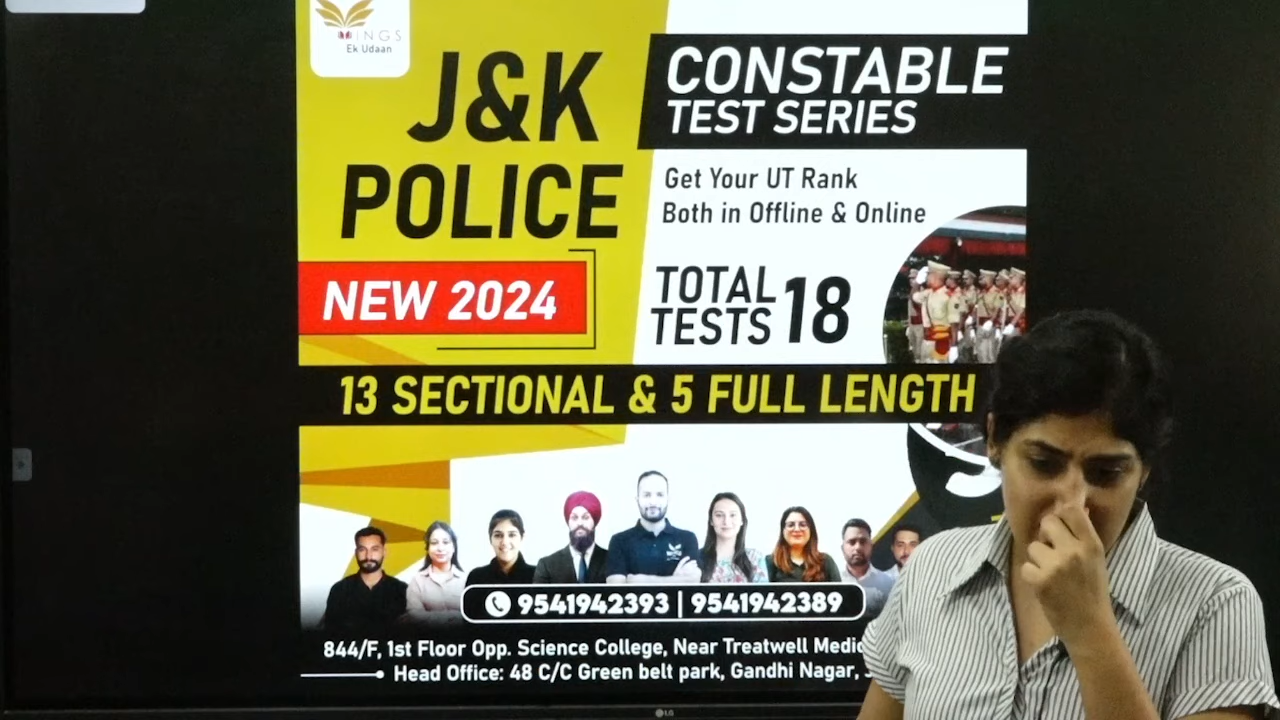 WINGS
Ek Udaan
J&K
POLICE
NEW 2024
CONSTABLE
TEST SERIES
Get Your UT Rank
Both in Offline & Online
TOTAL
TESTS 18
13 SECTIONAL & 5 FULL LENGTH
9541942393 | 9541942389
844/F, 1st Floor Opp. Science College, Near Treatwell
Head Office: 48 C/C Green belt park, Gandhi Nagar,
LG